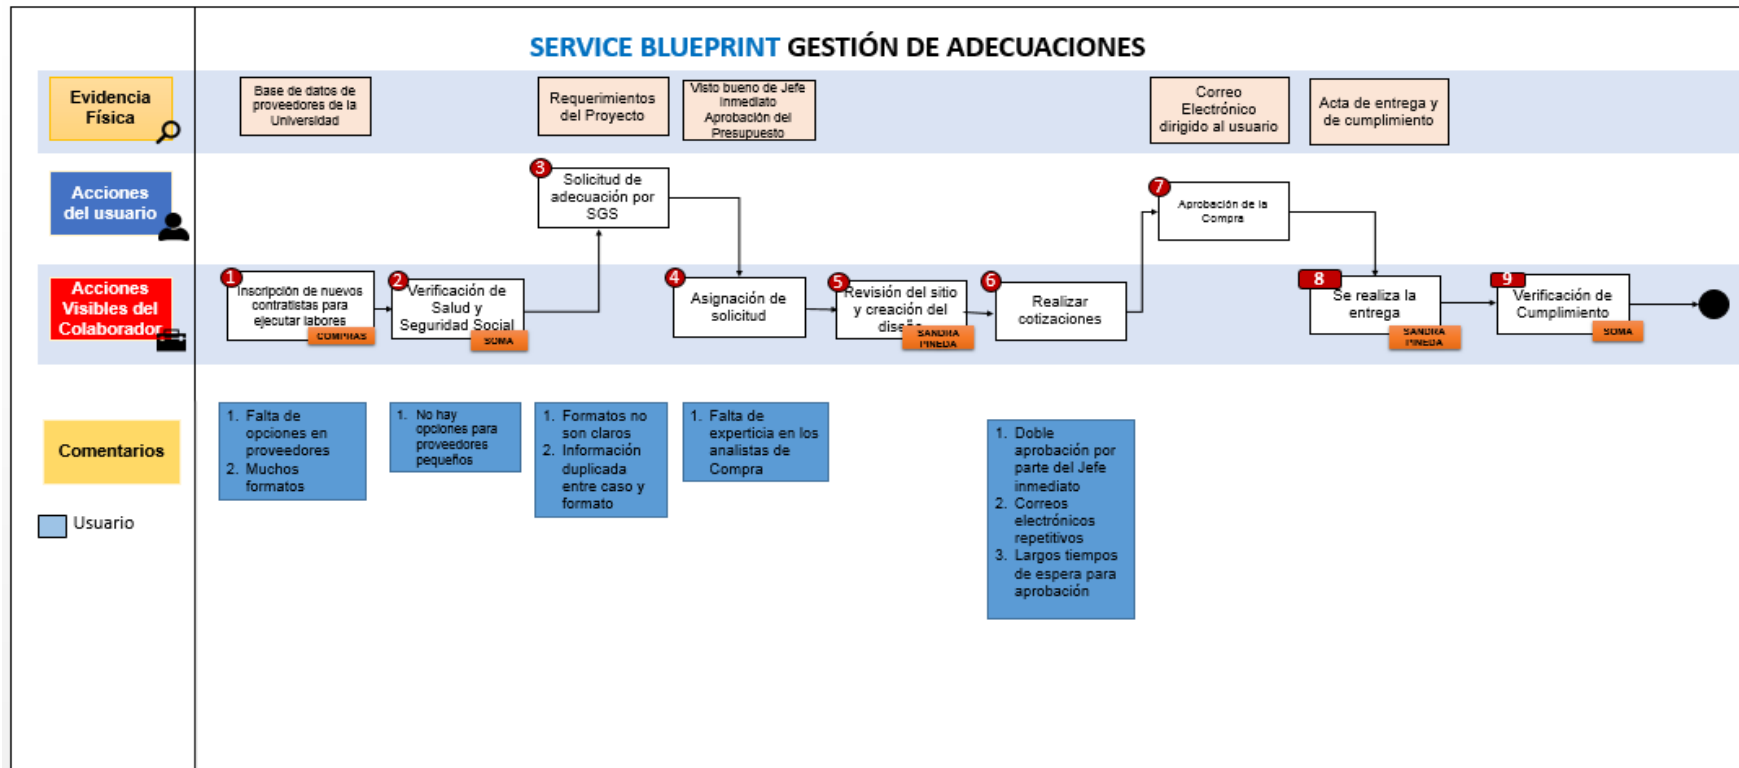 SERVICE BLUEPRINT GESTIÓN DE ADECUACIONES
Evidencia
Física
Base de datos de
proveedores de la
Universidad
Requerimientos
del Proyecto
Visto bueno de Jefe
Inmediato
Aprobación del
Presupuesto
Correo
Electrónico
dirigido al usuario
Acta de entrega y
de cumplimiento
Acciones
del usuario
3
Solicitud de
adecuación por
SGS
7
Aprobación de la
Compra
Acciones
Visibles del
Colaborador
1
Inscripción de nuevos
contratistas para
ejecutar labores
COMPRAS
2
Verificación de
Salud y
Seguridad Social
SOMA
4
Asignación de
solicitud
5
Revisión del sitio
y creación del
diseño
SANDRA
PINEDA
6
Realizar
cotizaciones
8
Se realiza la
entrega
SANDRA
PINEDA
9
Verificación de
Cumplimiento
SOMA
Comentarios
1. Falta de
opciones en
proveedores
2. Muchos
formatos
1. No hay
opciones para
proveedores
pequeños
1. Formatos no
son claros
2. Información
duplicada
entre caso y
formato
1. Falta de
experticia en los
analistas de
Compra
1. Doble
aprobación por
parte del Jefe
inmediato
2. Correos
electrónicos
repetitivos
3. Largos tiempos
de espera para
aprobación
Usuario